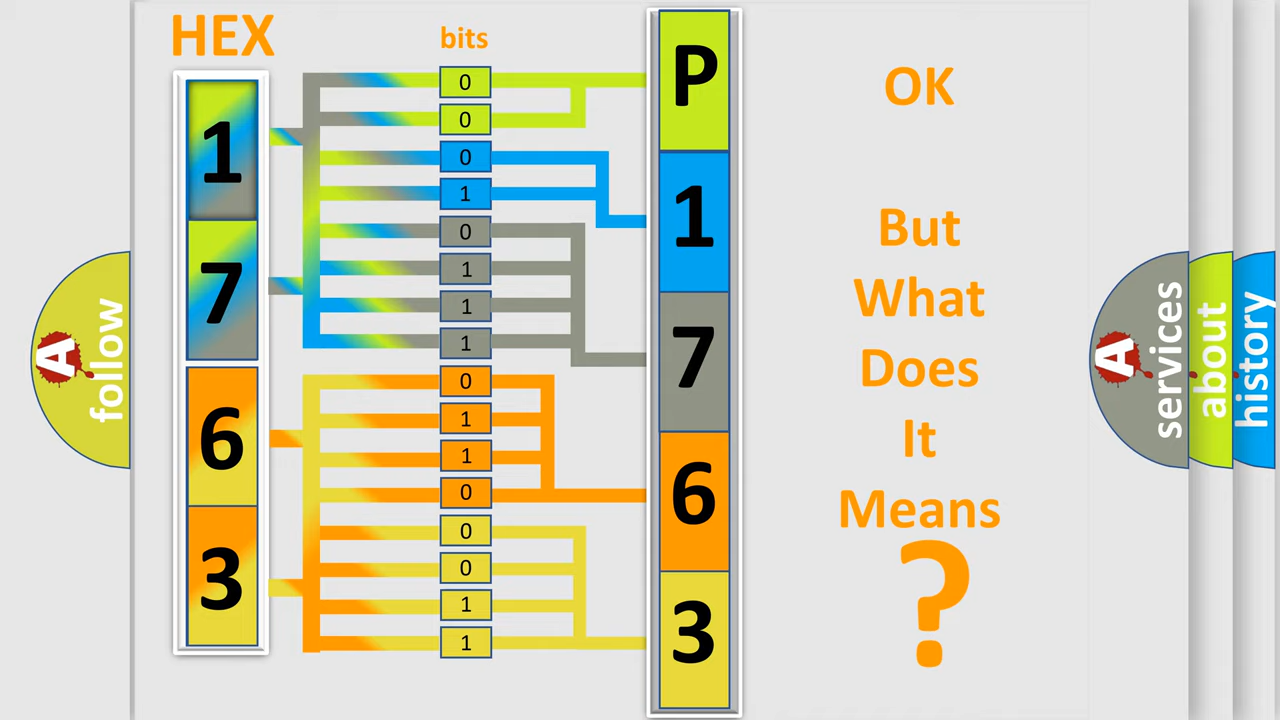 HEX
bits
1
7
6
3
0
0
0
1
0
1
1
1
0
1
1
0
0
0
1
1
P
1
7
6
3
OK
But
What
Does
It
Means
?
A
follow
A
services
about
history